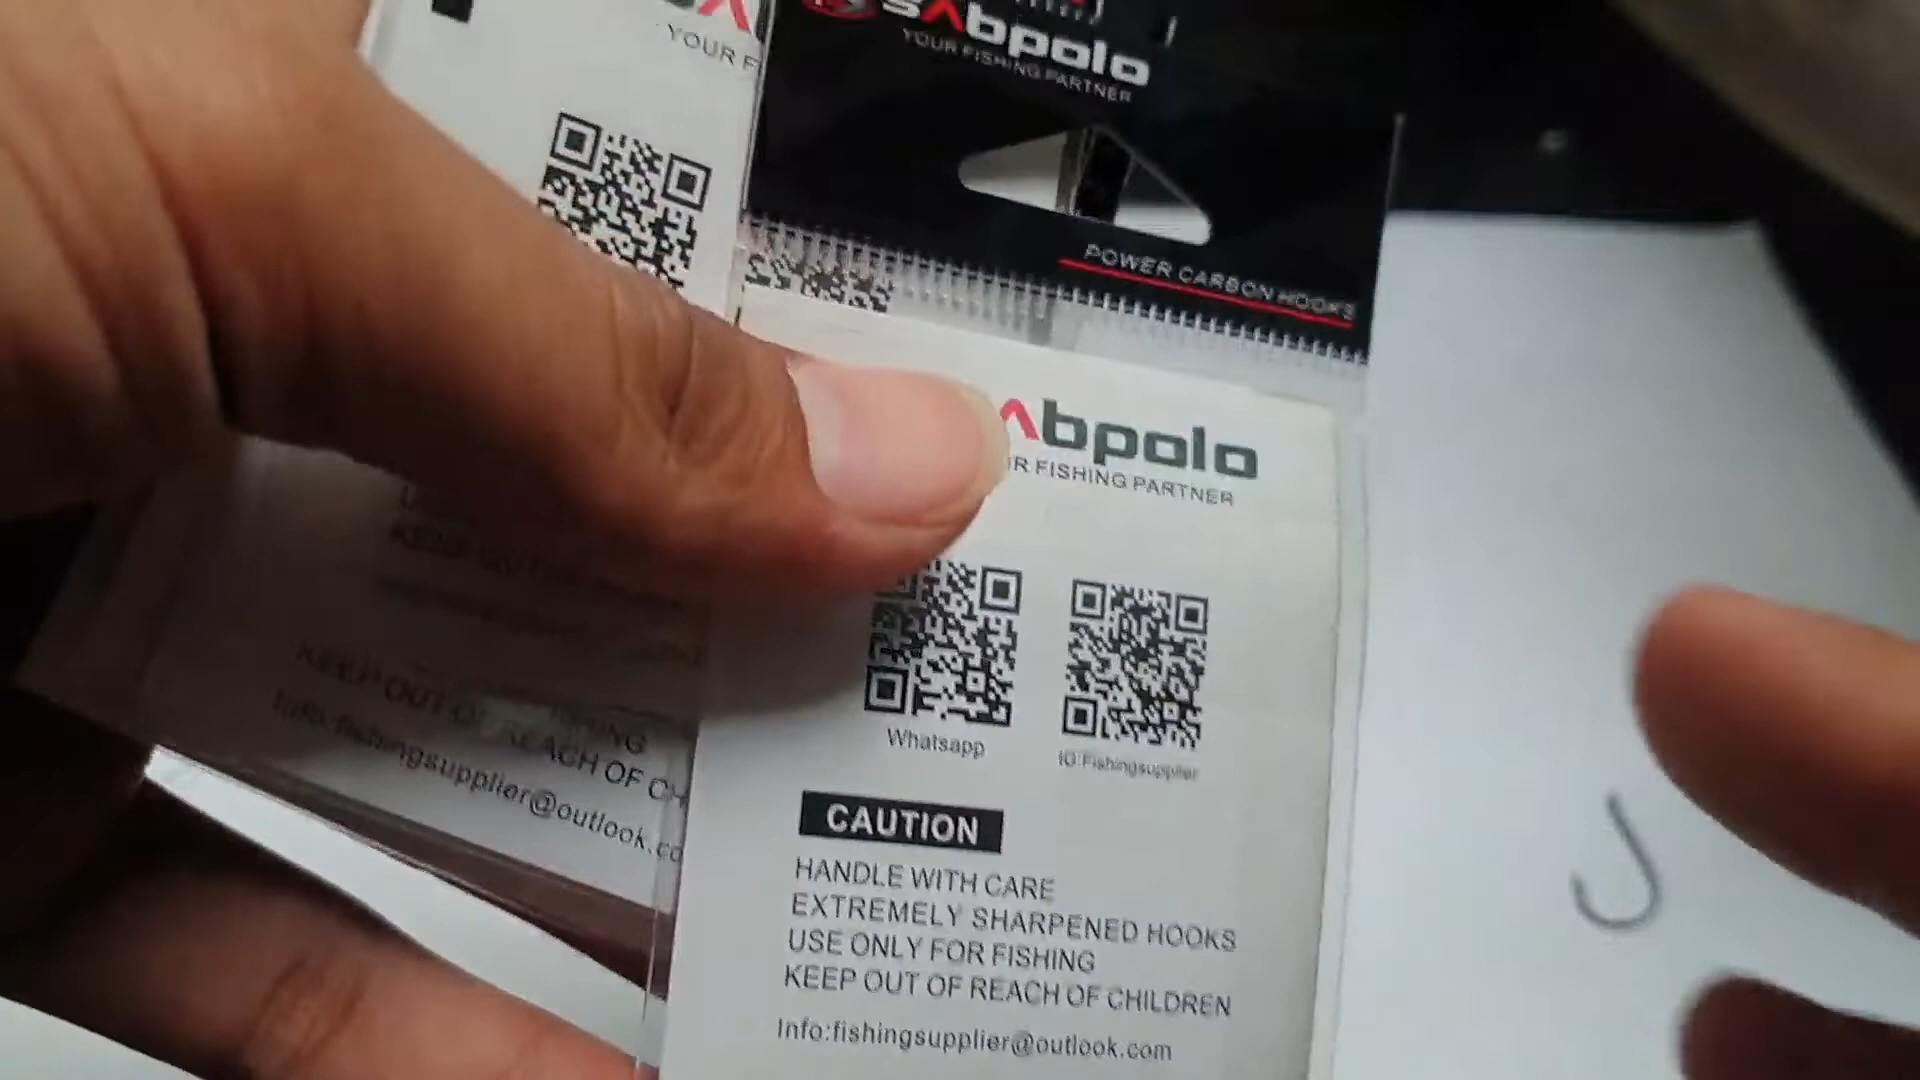 YOUR F
sΛbpolo
YOUR FISHING PARTNER
POWER CARBON HOOKS
Λbpolo
R FISHING PARTNER
Whatsapp
IG:Fishingsupplier
CAUTION
HANDLE WITH CARE
EXTREMELY SHARPENED HOOKS
USE ONLY FOR FISHING
KEEP OUT OF REACH OF CHILDREN
Info:fishingsupplier@outlook.com
KEEP OUT OF REACH OF CH
Info:fishingsupplier@outlook.co